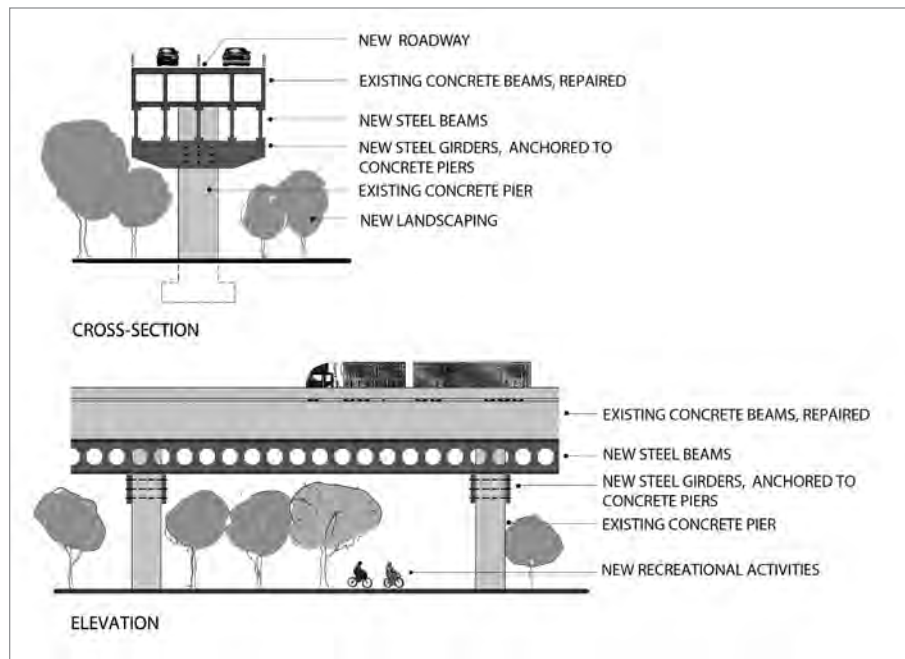 NEW ROADWAY
EXISTING CONCRETE BEAMS, REPAIRED
NEW STEEL BEAMS
NEW STEEL GIRDERS, ANCHORED TO
CONCRETE PIERS
EXISTING CONCRETE PIER
NEW LANDSCAPING
CROSS-SECTION
EXISTING CONCRETE BEAMS, REPAIRED
NEW STEEL BEAMS
NEW STEEL GIRDERS, ANCHORED TO
CONCRETE PIERS
EXISTING CONCRETE PIER
NEW RECREATIONAL ACTIVITIES
ELEVATION